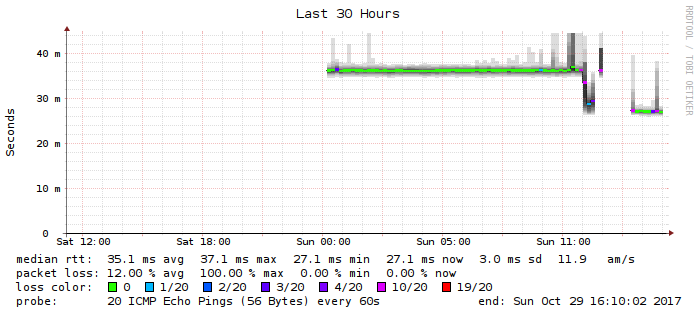 Last 30 Hours
RRDTOOL / TOBI OETIKER
Seconds
40 m
30 m
20 m
10 m
0
Sat 12:00 Sat 18:00 Sun 00:00 Sun 05:00 Sun 11:00
median rtt: 35.1 ms avg 37.1 ms max 27.1 ms min 27.1 ms now 3.0 ms sd 11.9 am/s
packet loss: 12.00 % avg 100.00 % max 0.00 % min 0.00 % now
loss color: 0 1/20 2/20 3/20 4/20 10/20 19/20
probe: 20 ICMP Echo Pings (56 Bytes) every 60s end: Sun Oct 29 16:10:02 2017